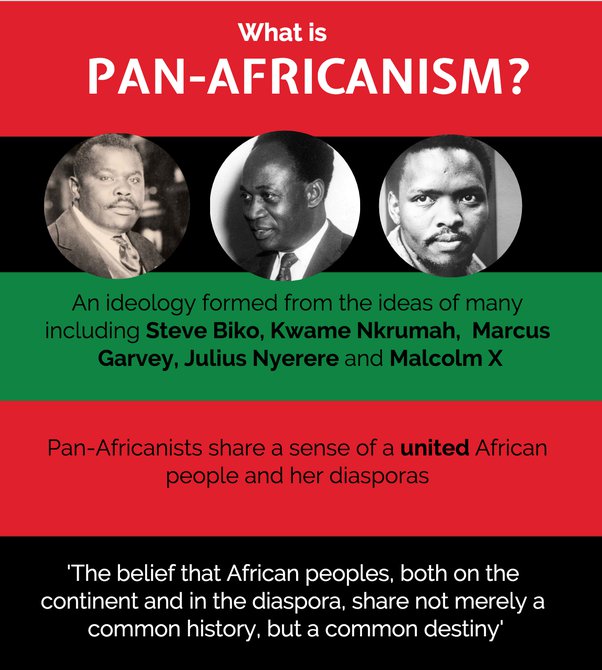 What is
PAN-AFRICANISM?
An ideology formed from the ideas of many
including Steve Biko, Kwame Nkrumah,  Marcus
Garvey, Julius Nyerere and Malcolm X
Pan-Africanists share a sense of a united African
people and her diasporas
'The belief that African peoples, both on the
continent and in the diaspora, share not merely a
common history, but a common destiny'